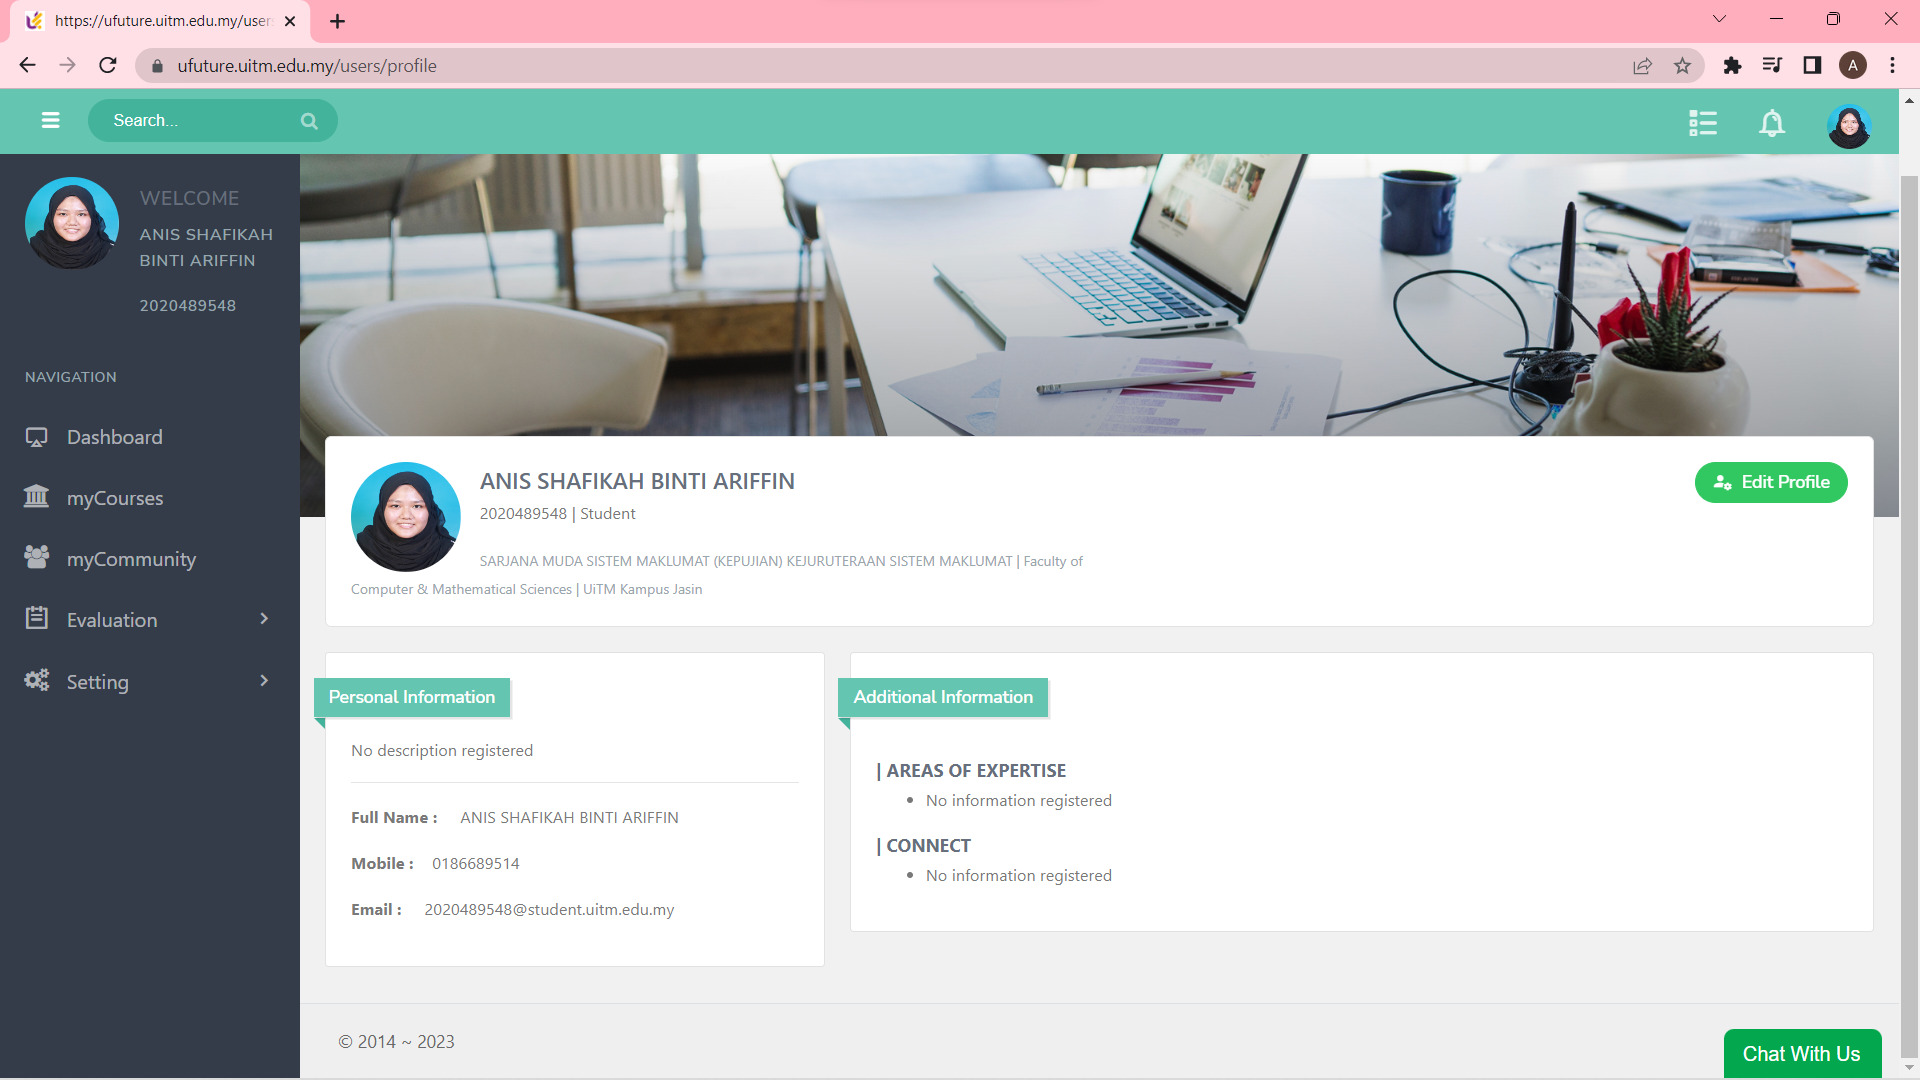 https://ufuture.uitm.edu.my/user
ufuture.uitm.edu.my/users/profile
A
Search...
WELCOME
ANIS SHAFIKAH
BINTI ARIFFIN
2020489548
NAVIGATION
Dashboard
myCourses
myCommunity
Evaluation
Setting
ANIS SHAFIKAH BINTI ARIFFIN
Edit Profile
2020489548 | Student
SARJANA MUDA SISTEM MAKLUMAT (KEPUJIAN) KEJURUTERAAN SISTEM MAKLUMAT | Faculty of
Computer & Mathematical Sciences | UiTM Kampus Jasin
Personal Information
No description registered
Full Name : ANIS SHAFIKAH BINTI ARIFFIN
Mobile : 0186689514
Email : 2020489548@student.uitm.edu.my
Additional Information
| AREAS OF EXPERTISE
• No information registered
| CONNECT
• No information registered
© 2014 ~ 2023
Chat With Us